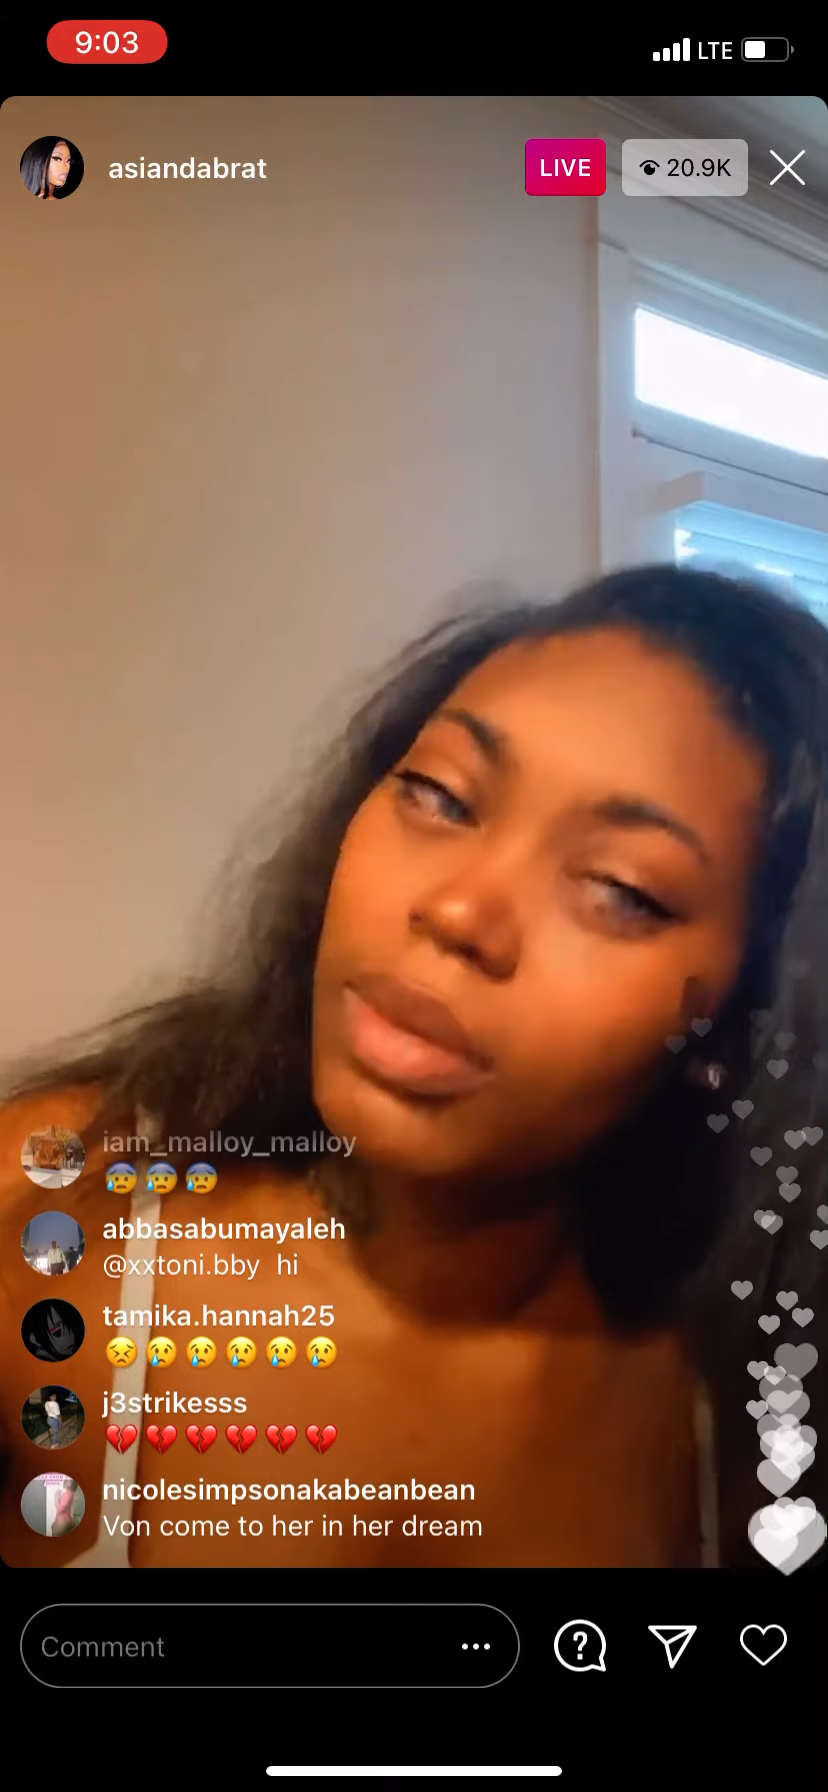 9:03
LTE
asiandabrat
LIVE
20.9K
iam_malloy_malloy
abbasabumayaleh
@xxtoni.bby hi
tamika.hannah25
j3strikesss
nicolesimpsonakabeanbean
Von come to her in her dream
Comment